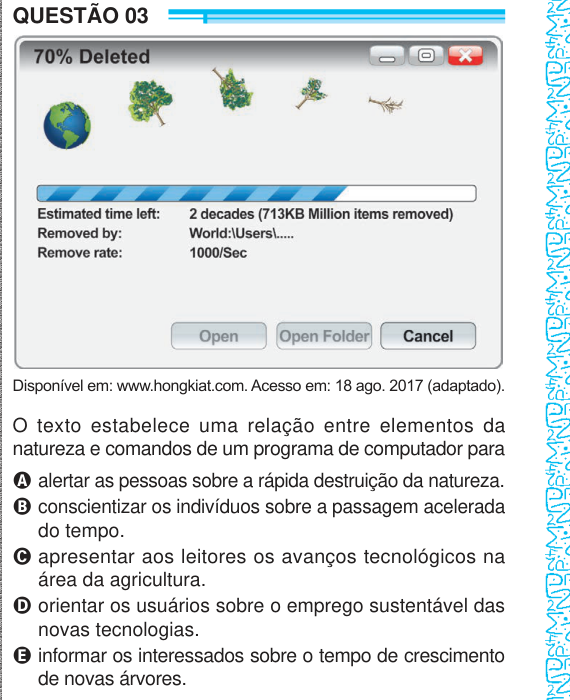 QUESTÃO 03
70% Deleted
Estimated time left: 2 decades (713KB Million items removed)
Removed by: World:\Users\.....
Remove rate: 1000/Sec
Open Open Folder Cancel
Disponível em: www.hongkiat.com. Acesso em: 18 ago. 2017 (adaptado).
O texto estabelece uma relação entre elementos da
natureza e comandos de um programa de computador para
A alertar as pessoas sobre a rápida destruição da natureza.
B conscientizar os indivíduos sobre a passagem acelerada
do tempo.
C apresentar aos leitores os avanços tecnológicos na
área da agricultura.
D orientar os usuários sobre o emprego sustentável das
novas tecnologias.
E informar os interessados sobre o tempo de crescimento
de novas árvores.